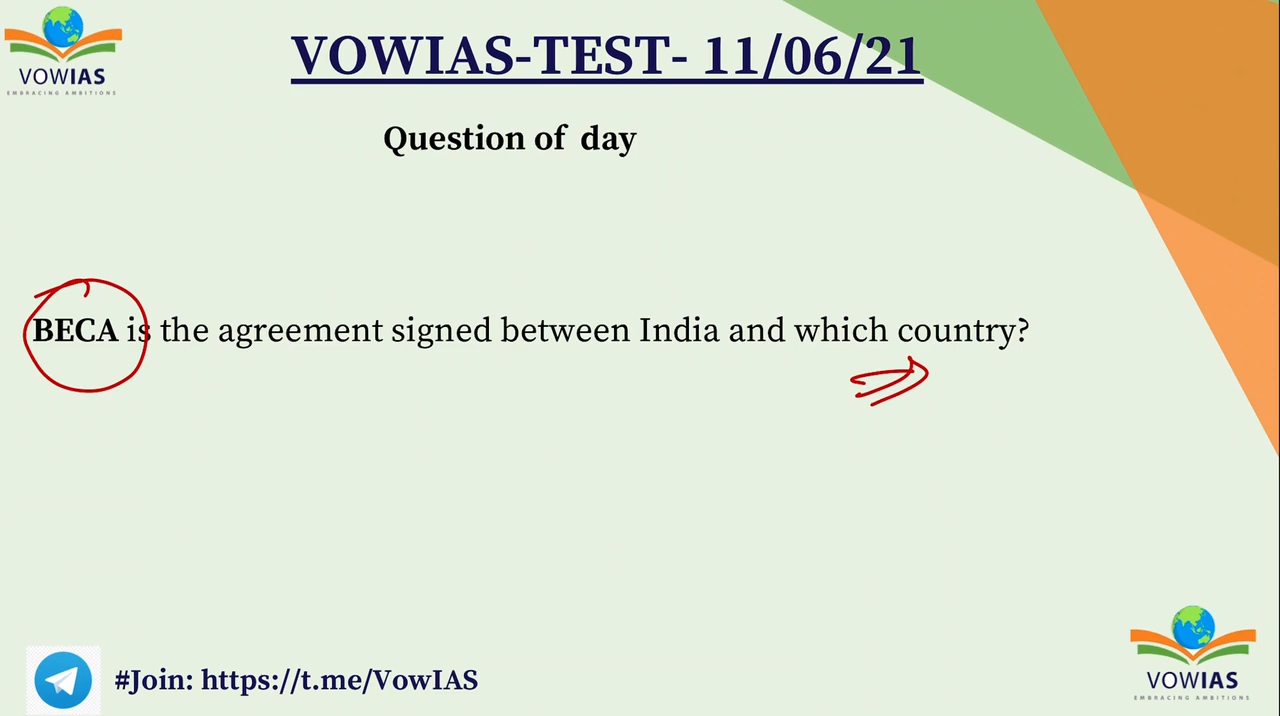 VOWIAS
EMBRACING AMBITIONS
VOWIAS-TEST- 11/06/21
Question of day
BECA is the agreement signed between India and which country?
#Join: https://t.me/VowIAS
VOWIAS
EMBRACING AMBITIONS